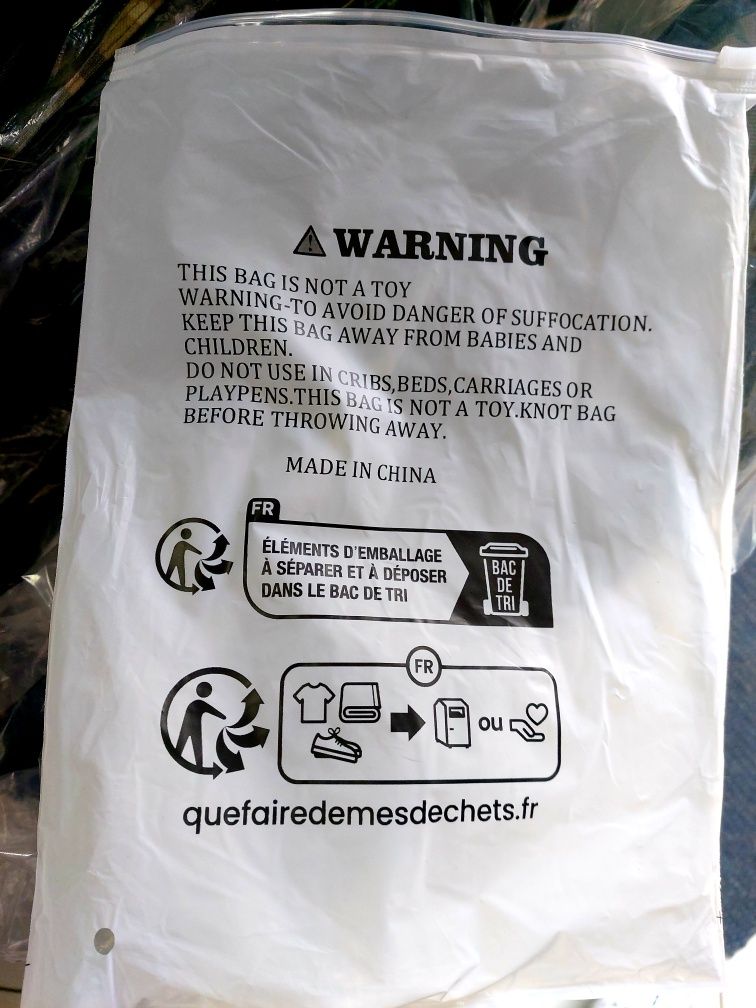 WARNING
THIS BAG IS NOT A TOY
WARNING-TO AVOID DANGER OF SUFFOCATION.
KEEP THIS BAG AWAY FROM BABIES AND
CHILDREN.
DO NOT USE IN CRIBS,BEDS,CARRIAGES OR
PLAYPENS.THIS BAG IS NOT A TOY.KNOT BAG
BEFORE THROWING AWAY.
MADE IN CHINA
FR
ÉLÉMENTS D'EMBALLAGE
À SÉPARER ET À DÉPOSER
DANS LE BAC DE TRI
BAC
DE
TRI
FR
ou
quefairedemesdechets.fr